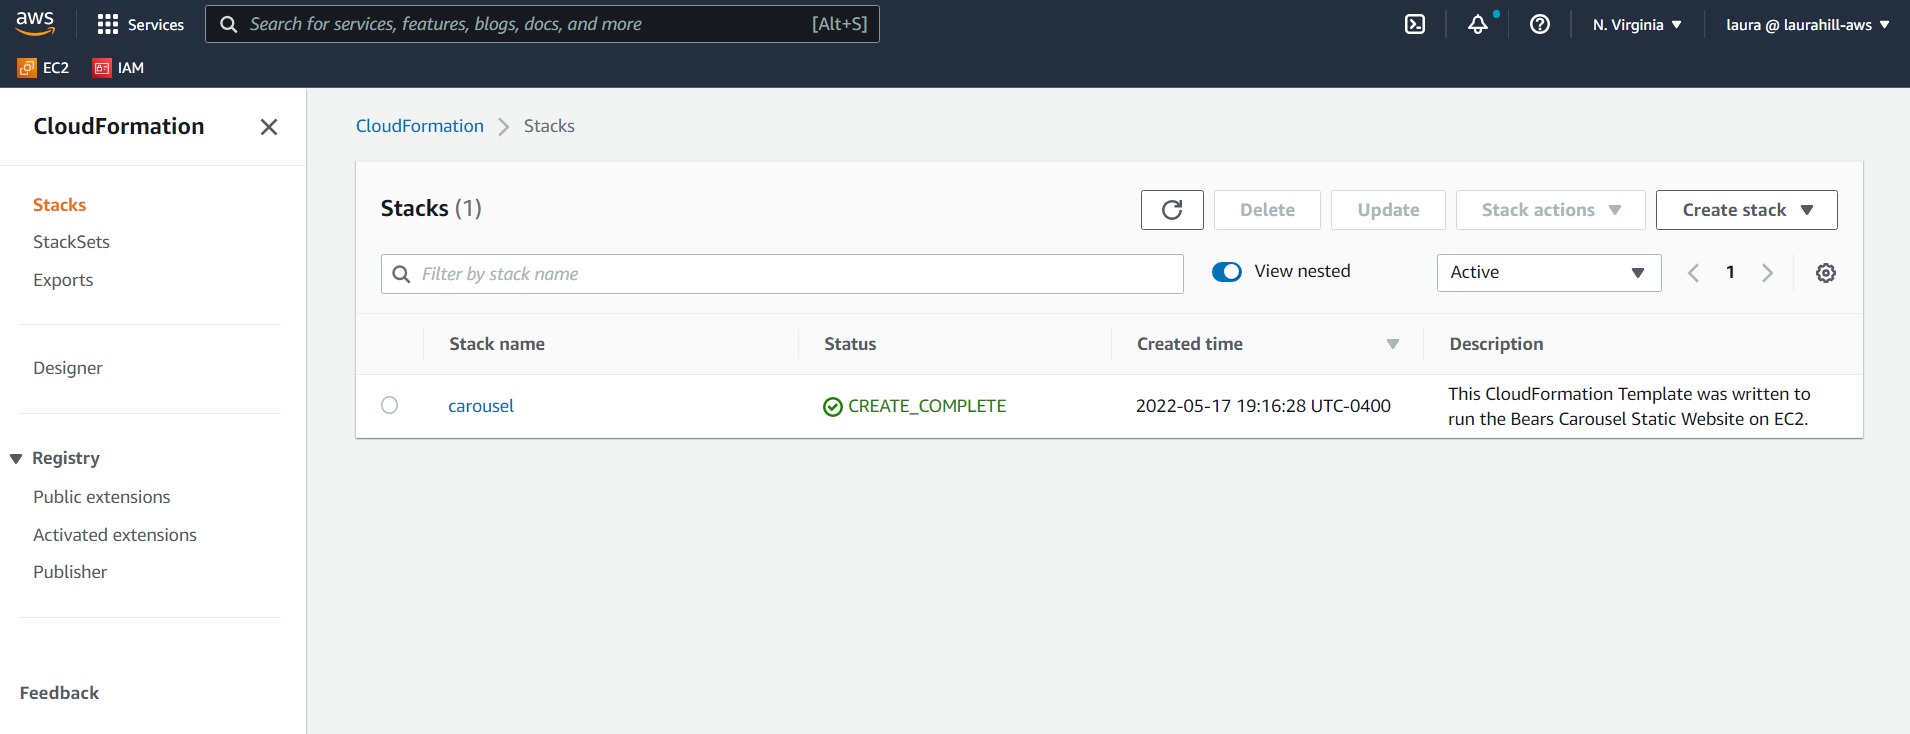 aws
Services
Search for services, features, blogs, docs, and more
[Alt+S]
N. Virginia
laura @ laurahill-aws
EC2
IAM
CloudFormation
Stacks
StackSets
Exports
Designer
Registry
Public extensions
Activated extensions
Publisher
Feedback
CloudFormation
Stacks
Stacks (1)
Delete
Update
Stack actions
Create stack
Filter by stack name
View nested
Active
1
Stack name
Status
Created time
Description
carousel
CREATE_COMPLETE
2022-05-17 19:16:28 UTC-0400
This CloudFormation Template was written to
run the Bears Carousel Static Website on EC2.